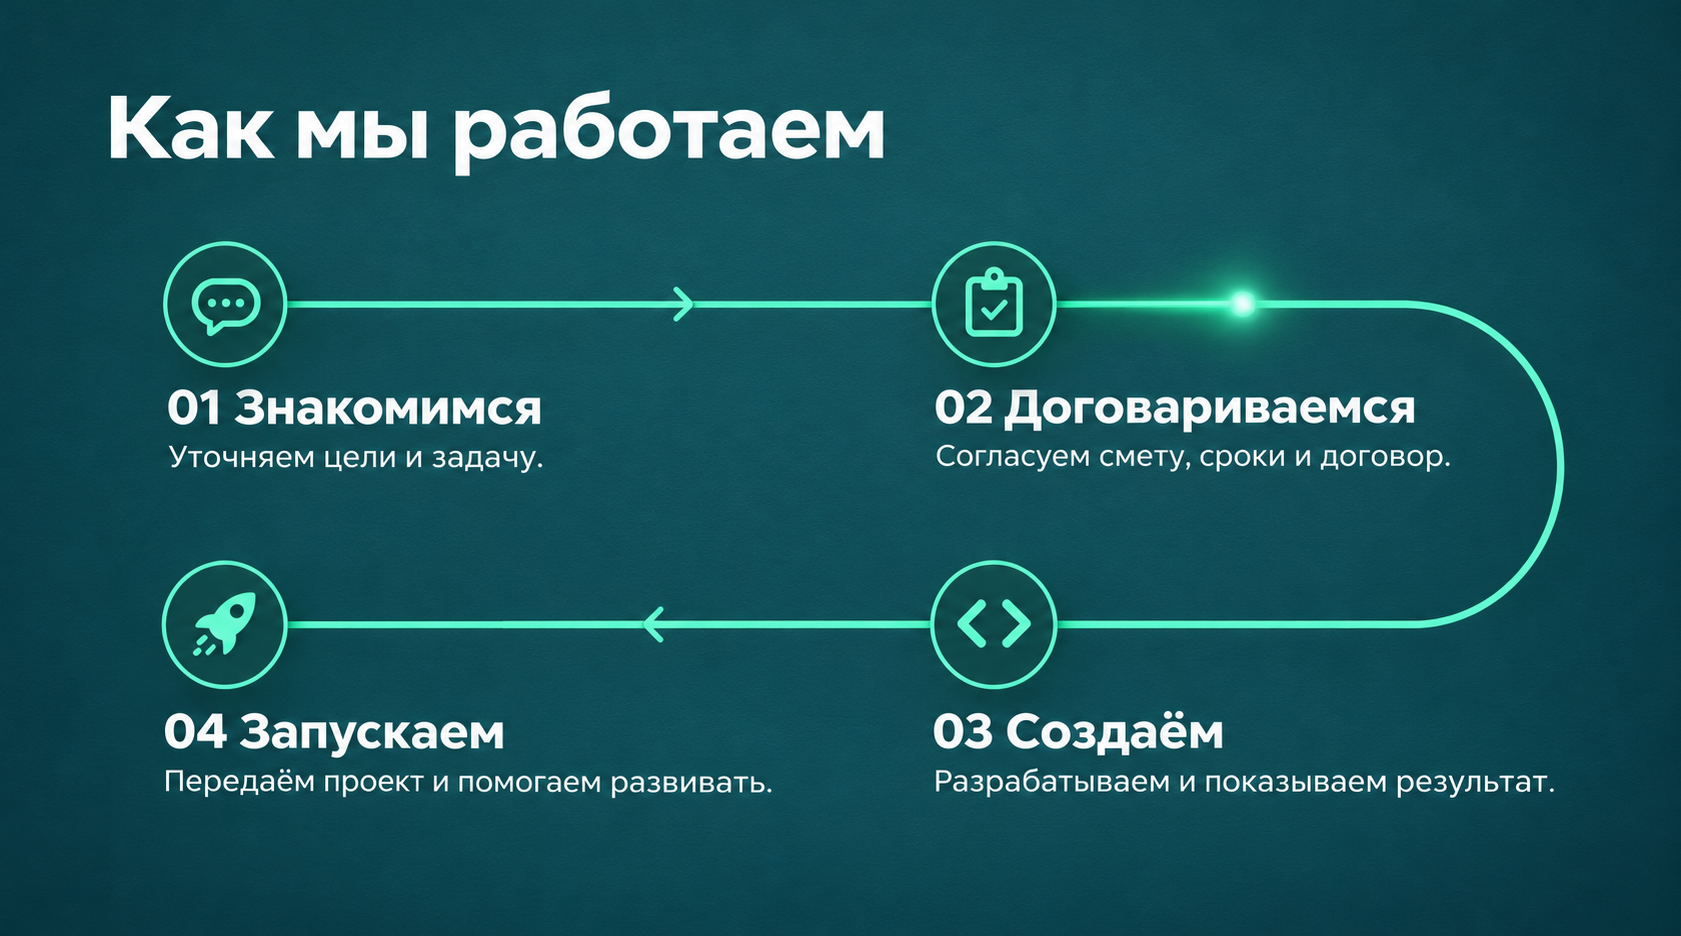 Как мы работаем
01 Знакомимся
Уточняем цели и задачу.
02 Договариваемся
Согласуем смету, сроки и договор.
03 Создаём
Разрабатываем и показываем результат.
04 Запускаем
Передаём проект и помогаем развивать.